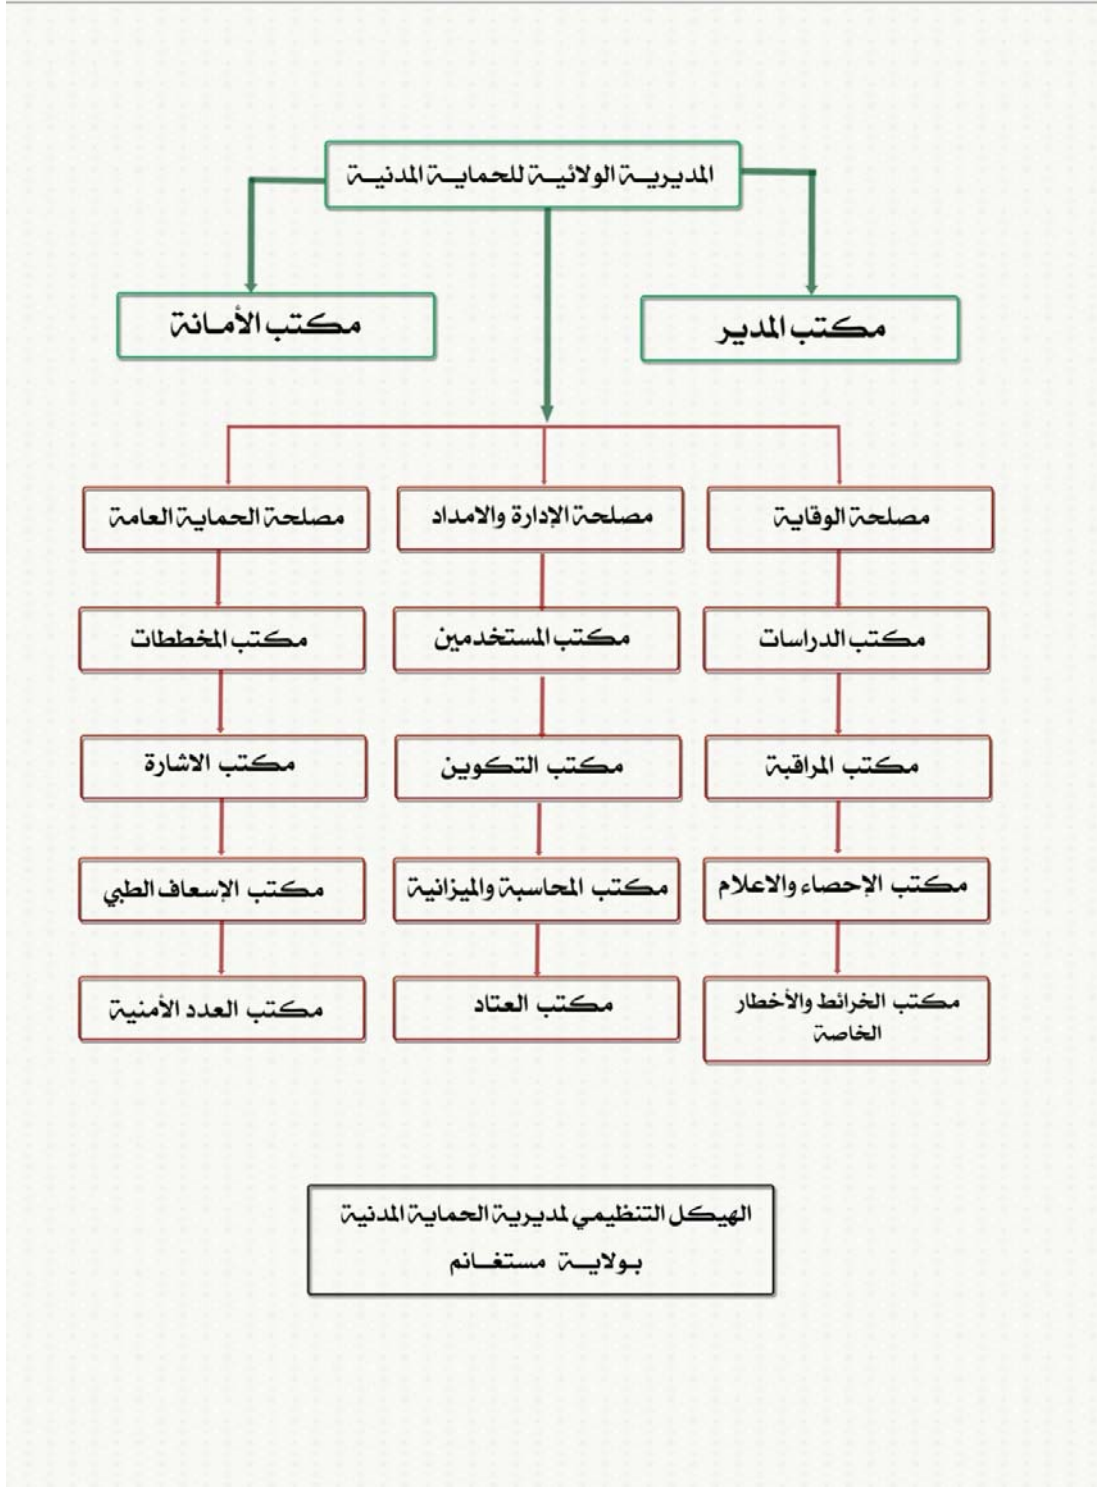 المديرية الولائية للحماية المدنية
مكتب المدير
مكتب الأمانة
مصلحة الوقاية
مصلحة الإدارة والامداد
مصلحة الحماية العامة
مكتب الدراسات
مكتب المستخدمين
مكتب المخططات
مكتب المراقبة
مكتب التكوين
مكتب الاشارة
مكتب الإحصاء والاعلام
مكتب المحاسبة والميزانية
مكتب الإسعاف الطبي
مكتب الخرائط والأخطار
الخاصة
مكتب العتاد
مكتب العدد الأمنية
الهيكل التنظيمي لمديرية الحماية المدنية
بولاية مستغانم